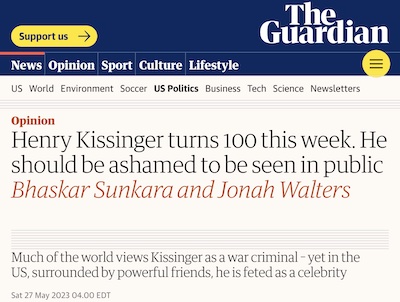 The
Guardian
Support us
News Opinion Sport Culture Lifestyle
US World Environment Soccer US Politics Business Tech Science Newsletters
Opinion
Henry Kissinger turns 100 this week. He
should be ashamed to be seen in public
Bhaskar Sunkara and Jonah Walters
Much of the world views Kissinger as a war criminal – yet in the
US, surrounded by powerful friends, he is feted as a celebrity
Sat 27 May 2023 04.00 EDT